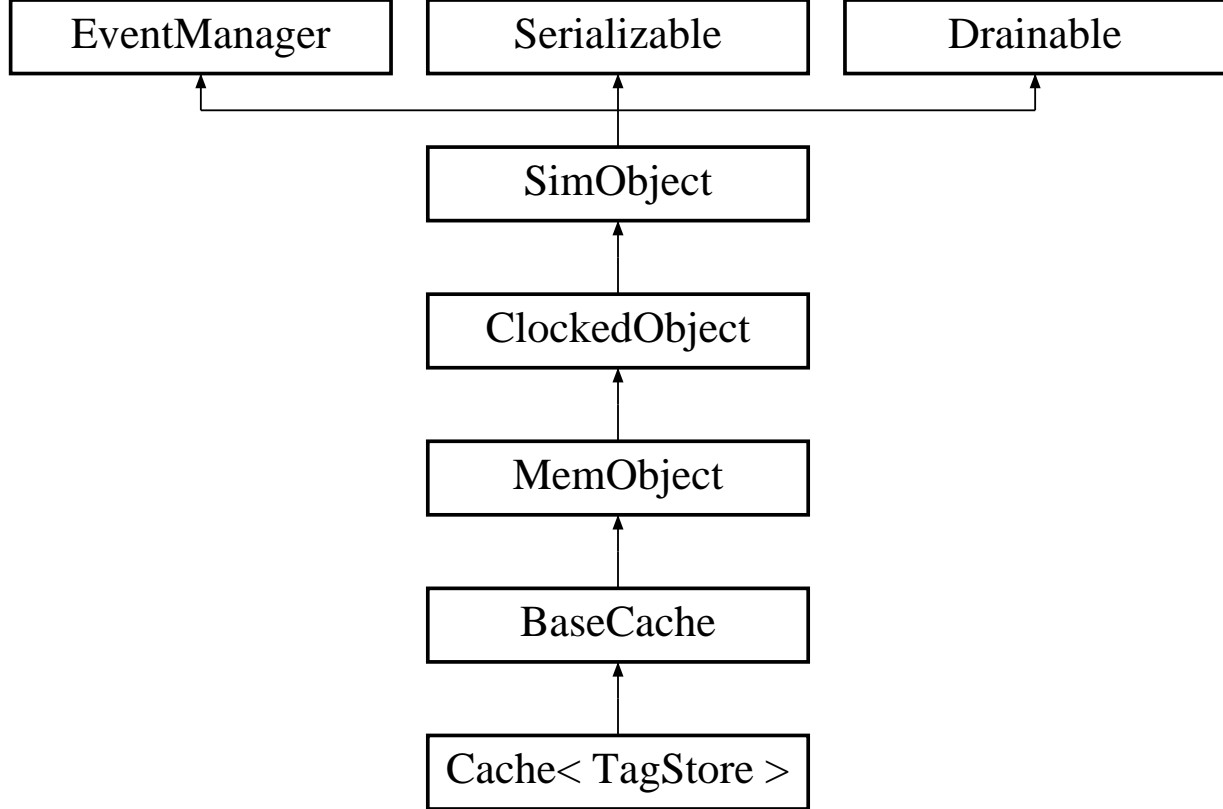 EventManager
Serializable
Drainable
SimObject
ClockedObject
MemObject
BaseCache
Cache< TagStore >